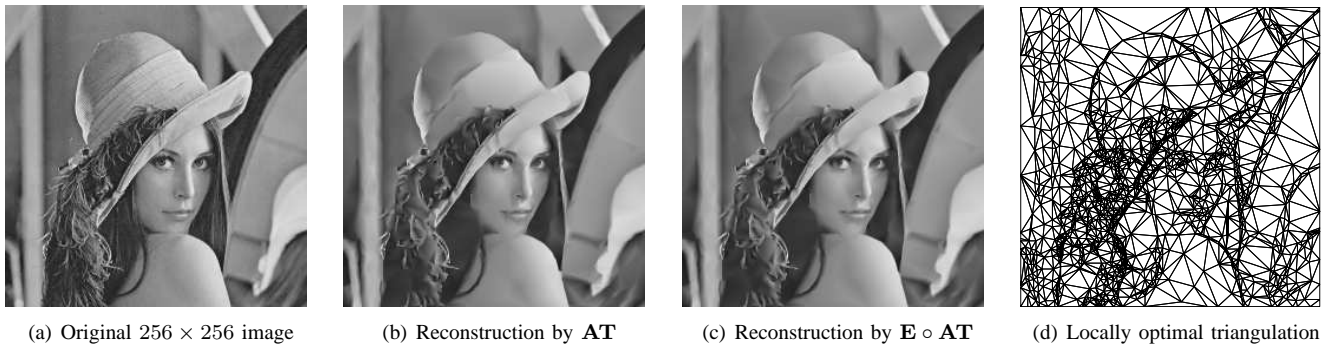 (a) Original 256 × 256 image
(b) Reconstruction by AT
(c) Reconstruction by E ∘ AT
(d) Locally optimal triangulation